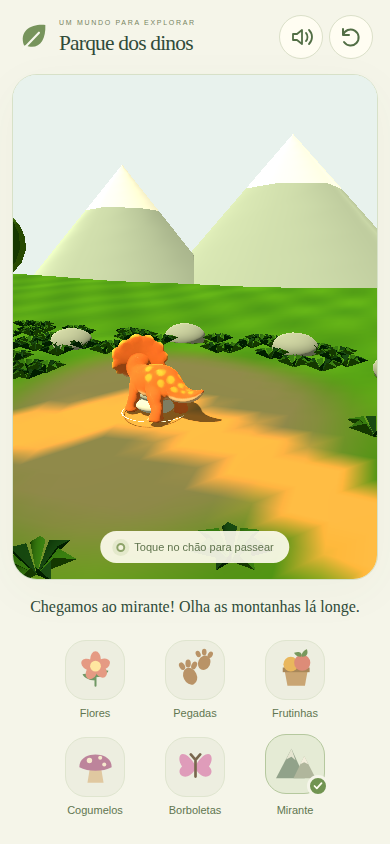 UM MUNDO PARA EXPLORAR
Parque dos dinos
Toque no chão para passear
Chegamos ao mirante! Olha as montanhas lá longe.
Flores
Pegadas
Frutinhas
Cogumelos
Borboletas
Mirante